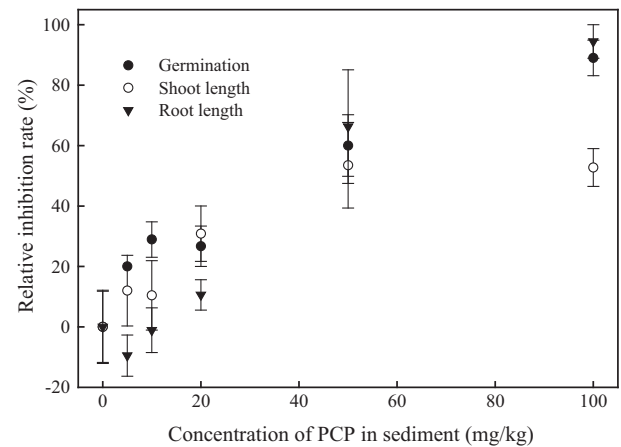 100
80
60
40
20
0
-20
Relative inhibition rate (%)
Germination
Shoot length
Root length
0 20 40 60 80 100
Concentration of PCP in sediment (mg/kg)